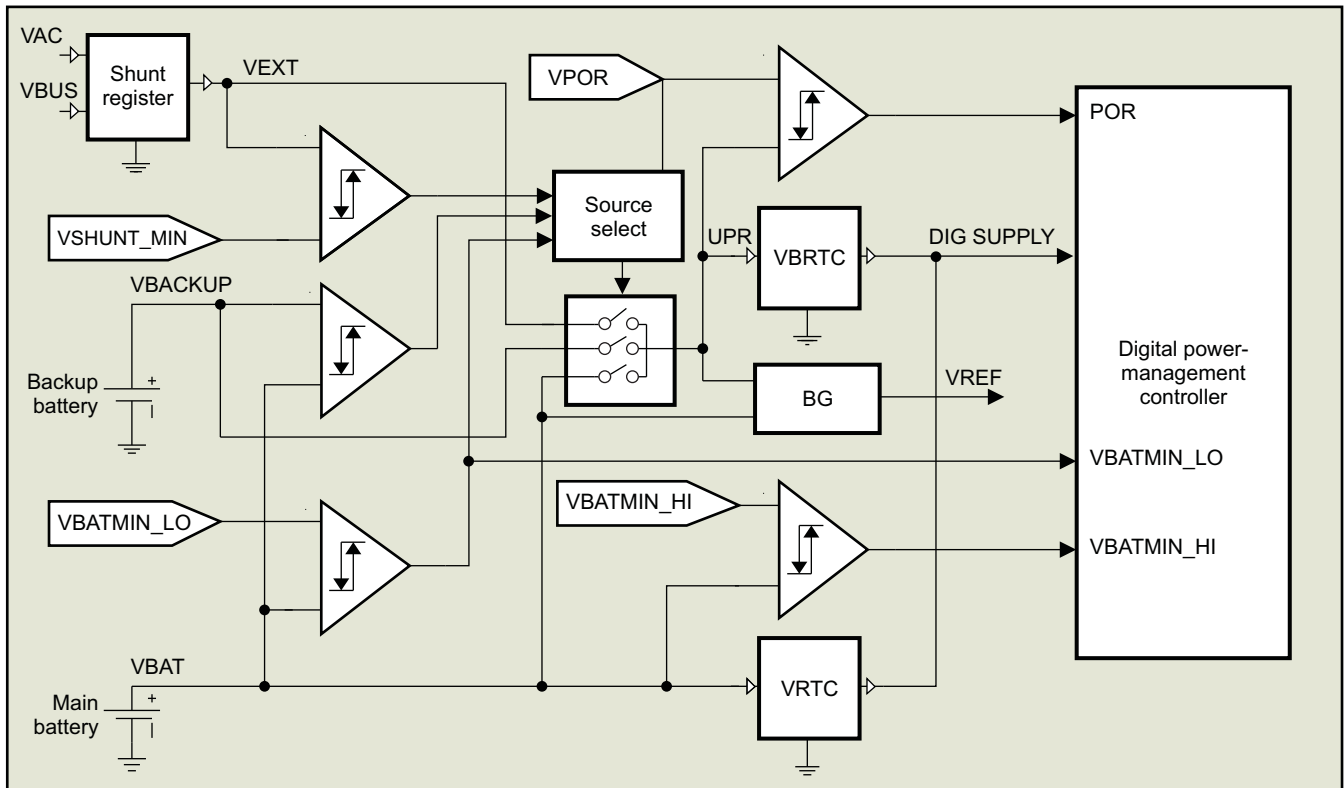 VAC
VBUS
Shunt
register
VEXT
VPOR
POR
VSHUNT_MIN
Source
select
UPR
VBRTC
DIG SUPPLY
VBACKUP
Backup
battery
+
BG
VREF
Digital power-
management
controller
VBATMIN_LO
VBATMIN_HI
VBATMIN_LO
VBATMIN_HI
VBAT
Main
battery
+
VRTC